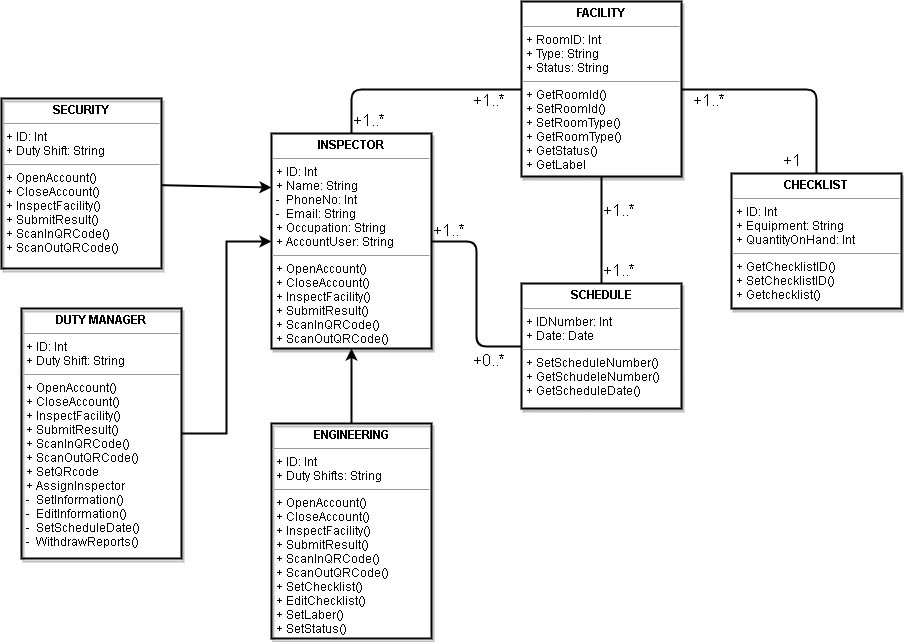 FACILITY
+ RoomID: Int
+ Type: String
+ Status: String
+ GetRoomId()
+ SetRoomId()
+ SetRoomType()
+ GetRoomType()
+ GetStatus()
+ GetLabel
+1..*
+1..*
+1..*
+1
+1..*
+1..*
+1..*
+0..*
SECURITY
+ ID: Int
+ Duty Shift: String
+ OpenAccount()
+ CloseAccount()
+ InspectFacility()
+ SubmitResult()
+ ScanInQRCode()
+ ScanOutQRCode()
INSPECTOR
+ ID: Int
+ Name: String
- PhoneNo: Int
- Email: String
+ Occupation: String
+ AccountUser: String
+ OpenAccount()
+ CloseAccount()
+ InspectFacility()
+ SubmitResult()
+ ScanInQRCode()
+ ScanOutQRCode()
CHECKLIST
+ ID: Int
+ Equipment: String
+ QuantityOnHand: Int
+ GetChecklistID()
+ SetChecklistID()
+ Getchecklist()
SCHEDULE
+ IDNumber: Int
+ Date: Date
+ SetScheduleNumber()
+ GetSchudeleNumber()
+ GetScheduleDate()
DUTY MANAGER
+ ID: Int
+ Duty Shift: String
+ OpenAccount()
+ CloseAccount()
+ InspectFacility()
+ SubmitResult()
+ ScanInQRCode()
+ ScanOutQRCode()
+ SetQRcode
+ AssignInspector
- SetInformation()
- EditInformation()
- SetScheduleDate()
- WithdrawReports()
ENGINEERING
+ ID: Int
+ Duty Shifts: String
+ OpenAccount()
+ CloseAccount()
+ InspectFacility()
+ SubmitResult()
+ ScanInQRCode()
+ ScanOutQRCode()
+ SetChecklist()
+ EditChecklist()
+ SetLaber()
+ SetStatus()